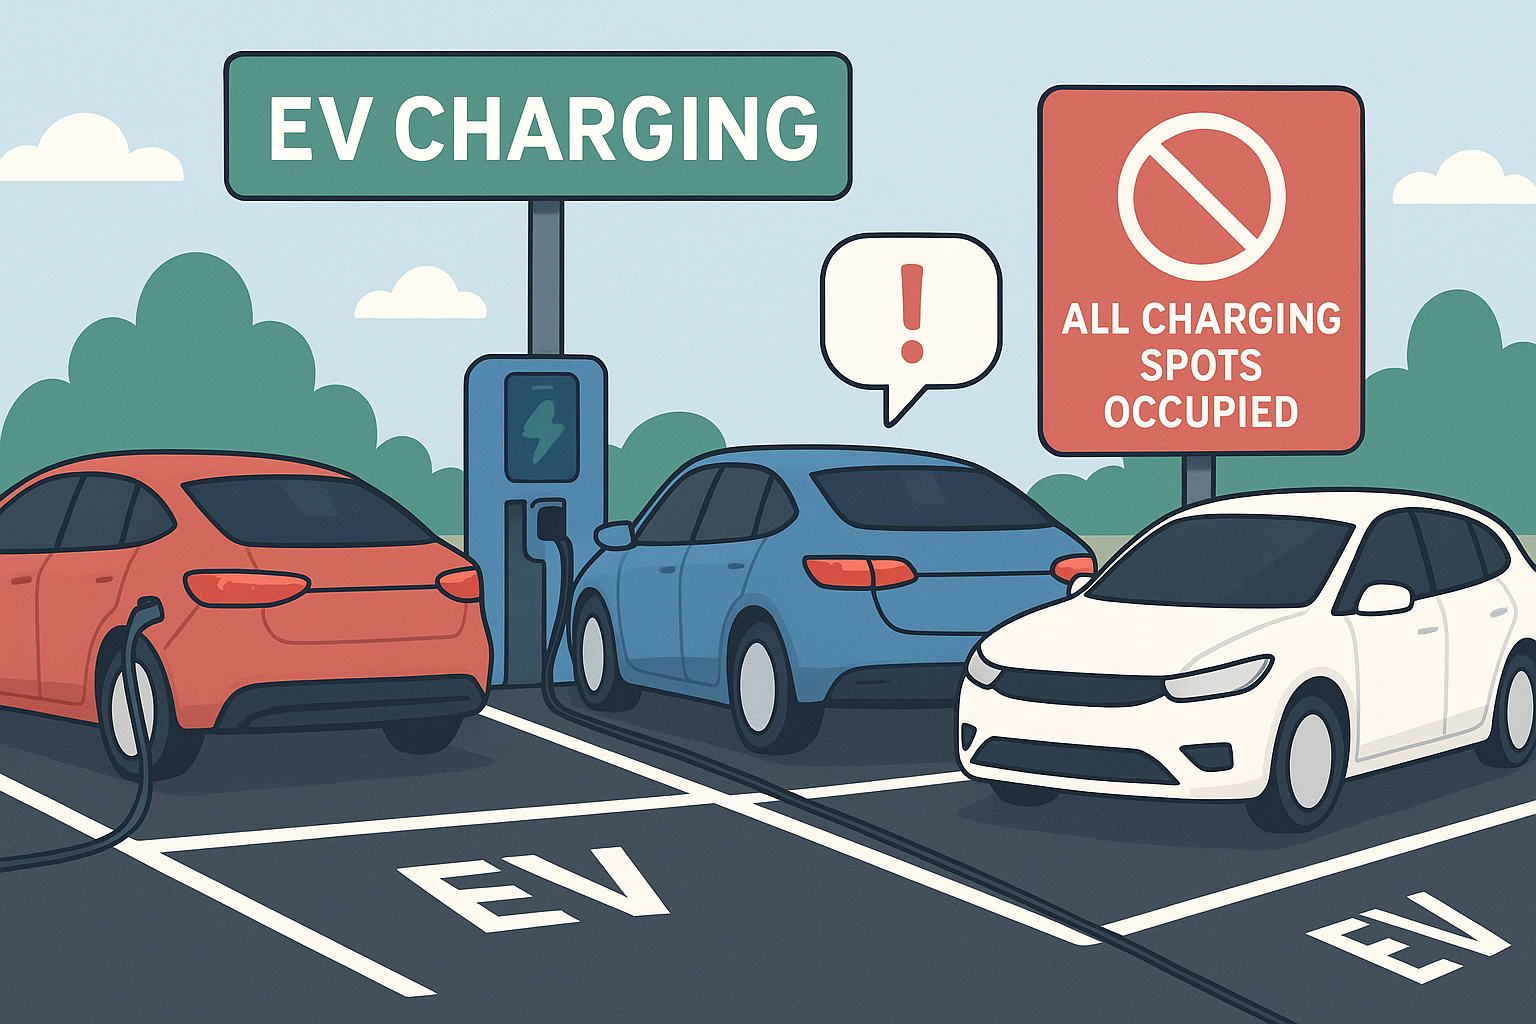 EV CHARGING
!
ALL CHARGING
SPOTS
OCCUPIED
EV
EV